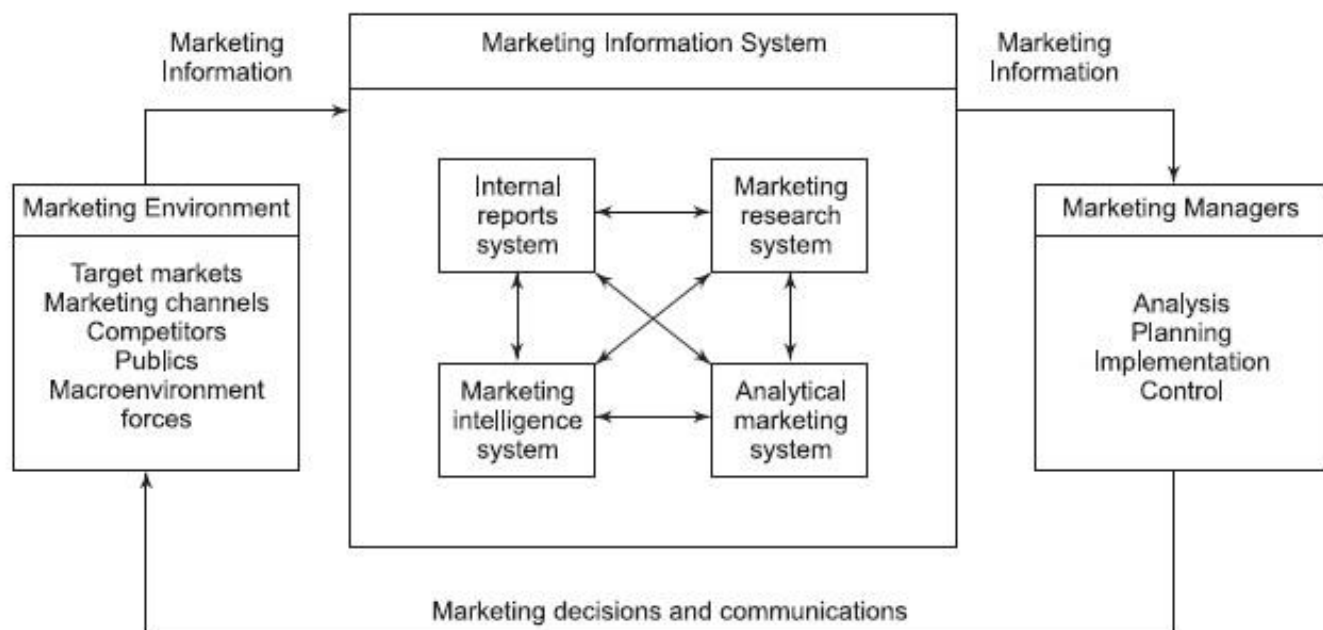 Marketing
Information
Marketing Information System
Marketing
Information
Marketing Environment
Target markets
Marketing channels
Competitors
Publics
Macroenvironment
forces
Internal
reports
system
Marketing
research
system
Marketing
intelligence
system
Analytical
marketing
system
Marketing Managers
Analysis
Planning
Implementation
Control
Marketing decisions and communications